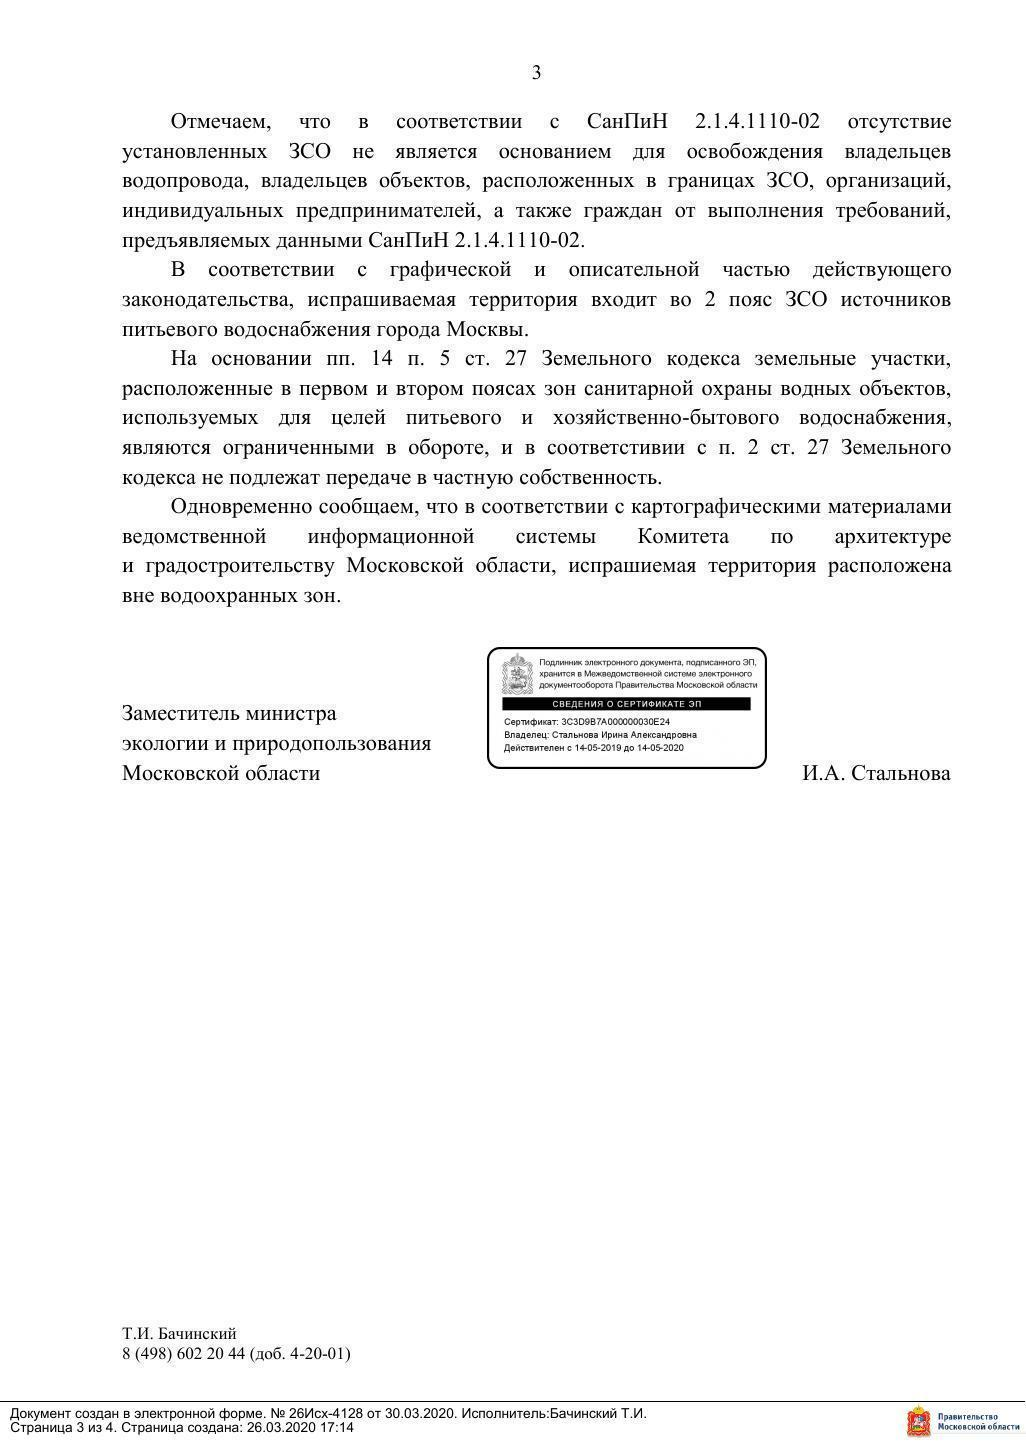 3
Отмечаем, что в соответствии с СанПиН 2.1.4.1110-02 отсутствие
установленных ЗСО не является основанием для освобождения владельцев
водопровода, владельцев объектов, расположенных в границах ЗСО, организаций,
индивидуальных предпринимателей, а также граждан от выполнения требований,
предъявляемых данными СанПиН 2.1.4.1110-02.
В соответствии с графической и описательной частью действующего
законодательства, испрашиваемая территория входит во 2 пояс ЗСО источников
питьевого водоснабжения города Москвы.
На основании пп. 14 п. 5 ст. 27 Земельного кодекса земельные участки,
расположенные в первом и втором поясах зон санитарной охраны водных объектов,
используемых для целей питьевого и хозяйственно-бытового водоснабжения,
являются ограниченными в обороте, и в соответстивии с п. 2 ст. 27 Земельного
кодекса не подлежат передаче в частную собственность.
Одновременно сообщаем, что в соответствии с картографическими материалами
ведомственной информационной системы Комитета по архитектуре
и градостроительству Московской области, испрашиемая территория расположена
вне водоохранных зон.
Подлинник электронного документа, подписанного ЭП,
хранится в Межведомственной системе электронного
документооборота Правительства Московской области
СВЕДЕНИЯ О СЕРТИФИКАТЕ ЭП
Сертификат: 3C3D9B7A000000030E24
Владелец: Стальнова Ирина Александровна
Действителен с 14-05-2019 до 14-05-2020
Заместитель министра
экологии и природопользования
Московской области И.А. Стальнова
Т.И. Бачинский
8 (498) 602 20 44 (доб. 4-20-01)
Документ создан в электронной форме. № 26Исх-4128 от 30.03.2020. Исполнитель:Бачинский Т.И.
Страница 3 из 4. Страница создана: 26.03.2020 17:14
Правительство
Московской области